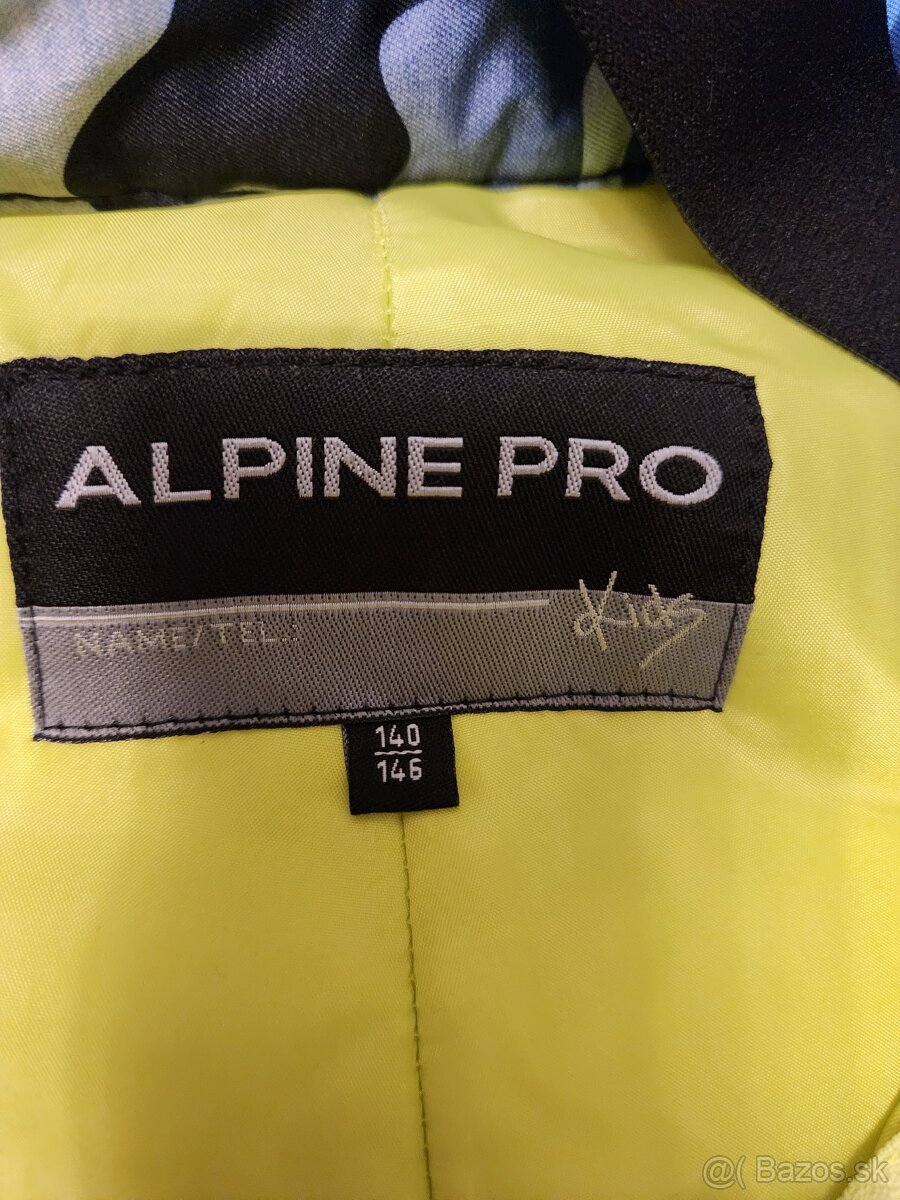 ALPINE PRO
Kids
NAME/TEL.:
140
146
@( Bazos.sk